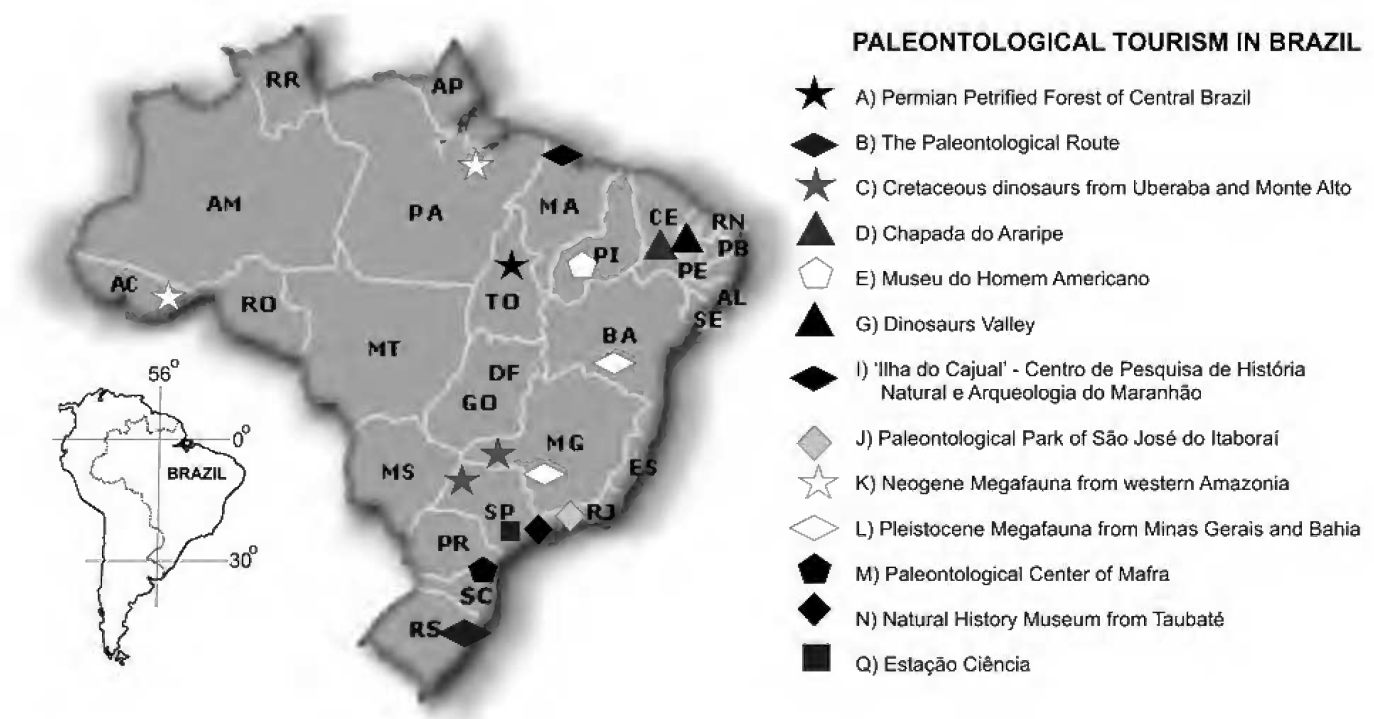 PALEONTOLOGICAL TOURISM IN BRAZIL
A) Permian Petrified Forest of Central Brazil
B) The Paleontological Route
C) Cretaceous dinosaurs from Uberaba and Monte Alto
D) Chapada do Araripe
E) Museu do Homem Americano
G) Dinosaurs Valley
I) 'Ilha do Cajual' - Centro de Pesquisa de História
Natural e Arqueologia do Maranhão
J) Paleontological Park of São José do Itaboraí
K) Neogene Megafauna from western Amazonia
L) Pleistocene Megafauna from Minas Gerais and Bahia
M) Paleontological Center of Mafra
N) Natural History Museum from Taubaté
Q) Estação Ciência
RR
AP
AM
PA
MA
CE
RN
PB
PI
PE
AC
RO
TO
AL
SE
BA
MT
DF
GO
MG
ES
MS
SP
RJ
PR
SC
RS
56°
0°
BRAZIL
30°